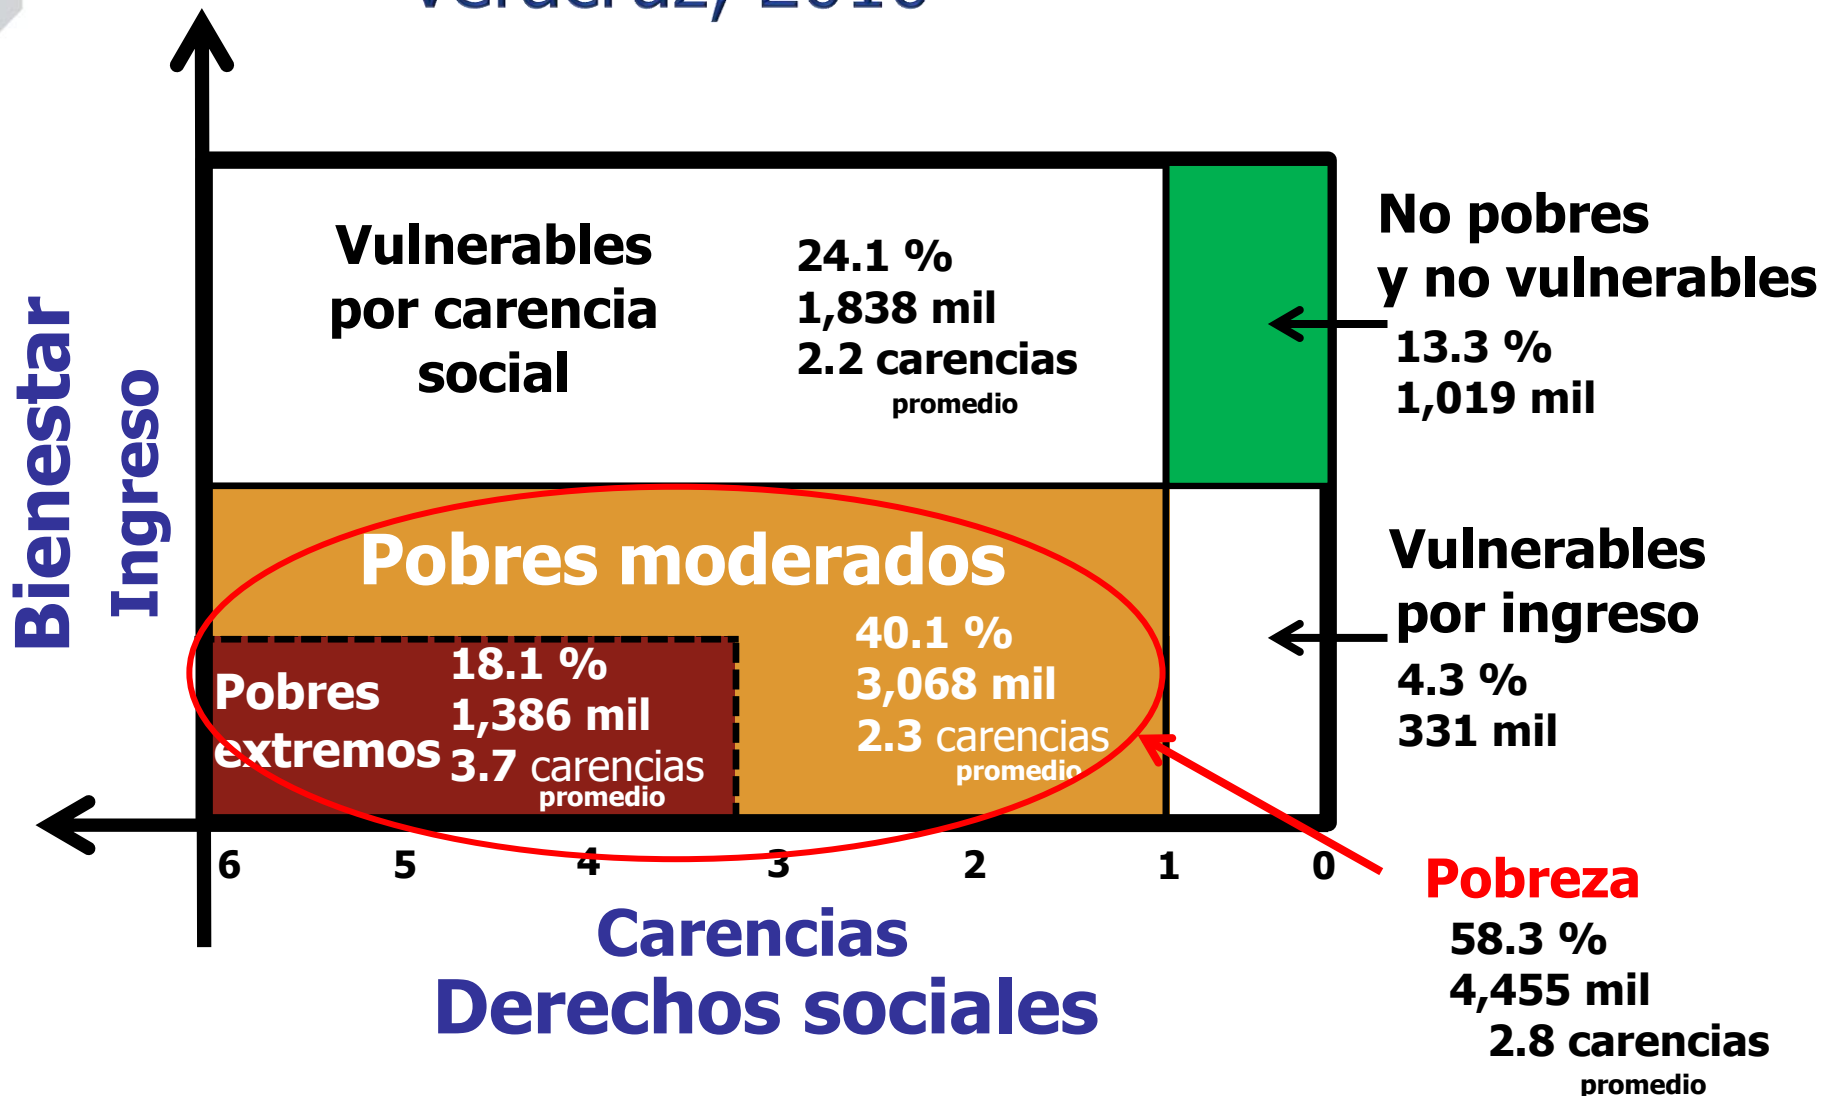 Veracruz, 2010
Bienestar
Ingreso
Vulnerables
por carencia
social
24.1 %
1,838 mil
2.2 carencias
promedio
No pobres
y no vulnerables
13.3 %
1,019 mil
Pobres moderados
40.1 %
3,068 mil
2.3 carencias
promedio
Pobres
extremos
18.1 %
1,386 mil
3.7 carencias
promedio
Vulnerables
por ingreso
4.3 %
331 mil
6 5 4 3 2 1 0
Carencias
Derechos sociales
Pobreza
58.3 %
4,455 mil
2.8 carencias
promedio